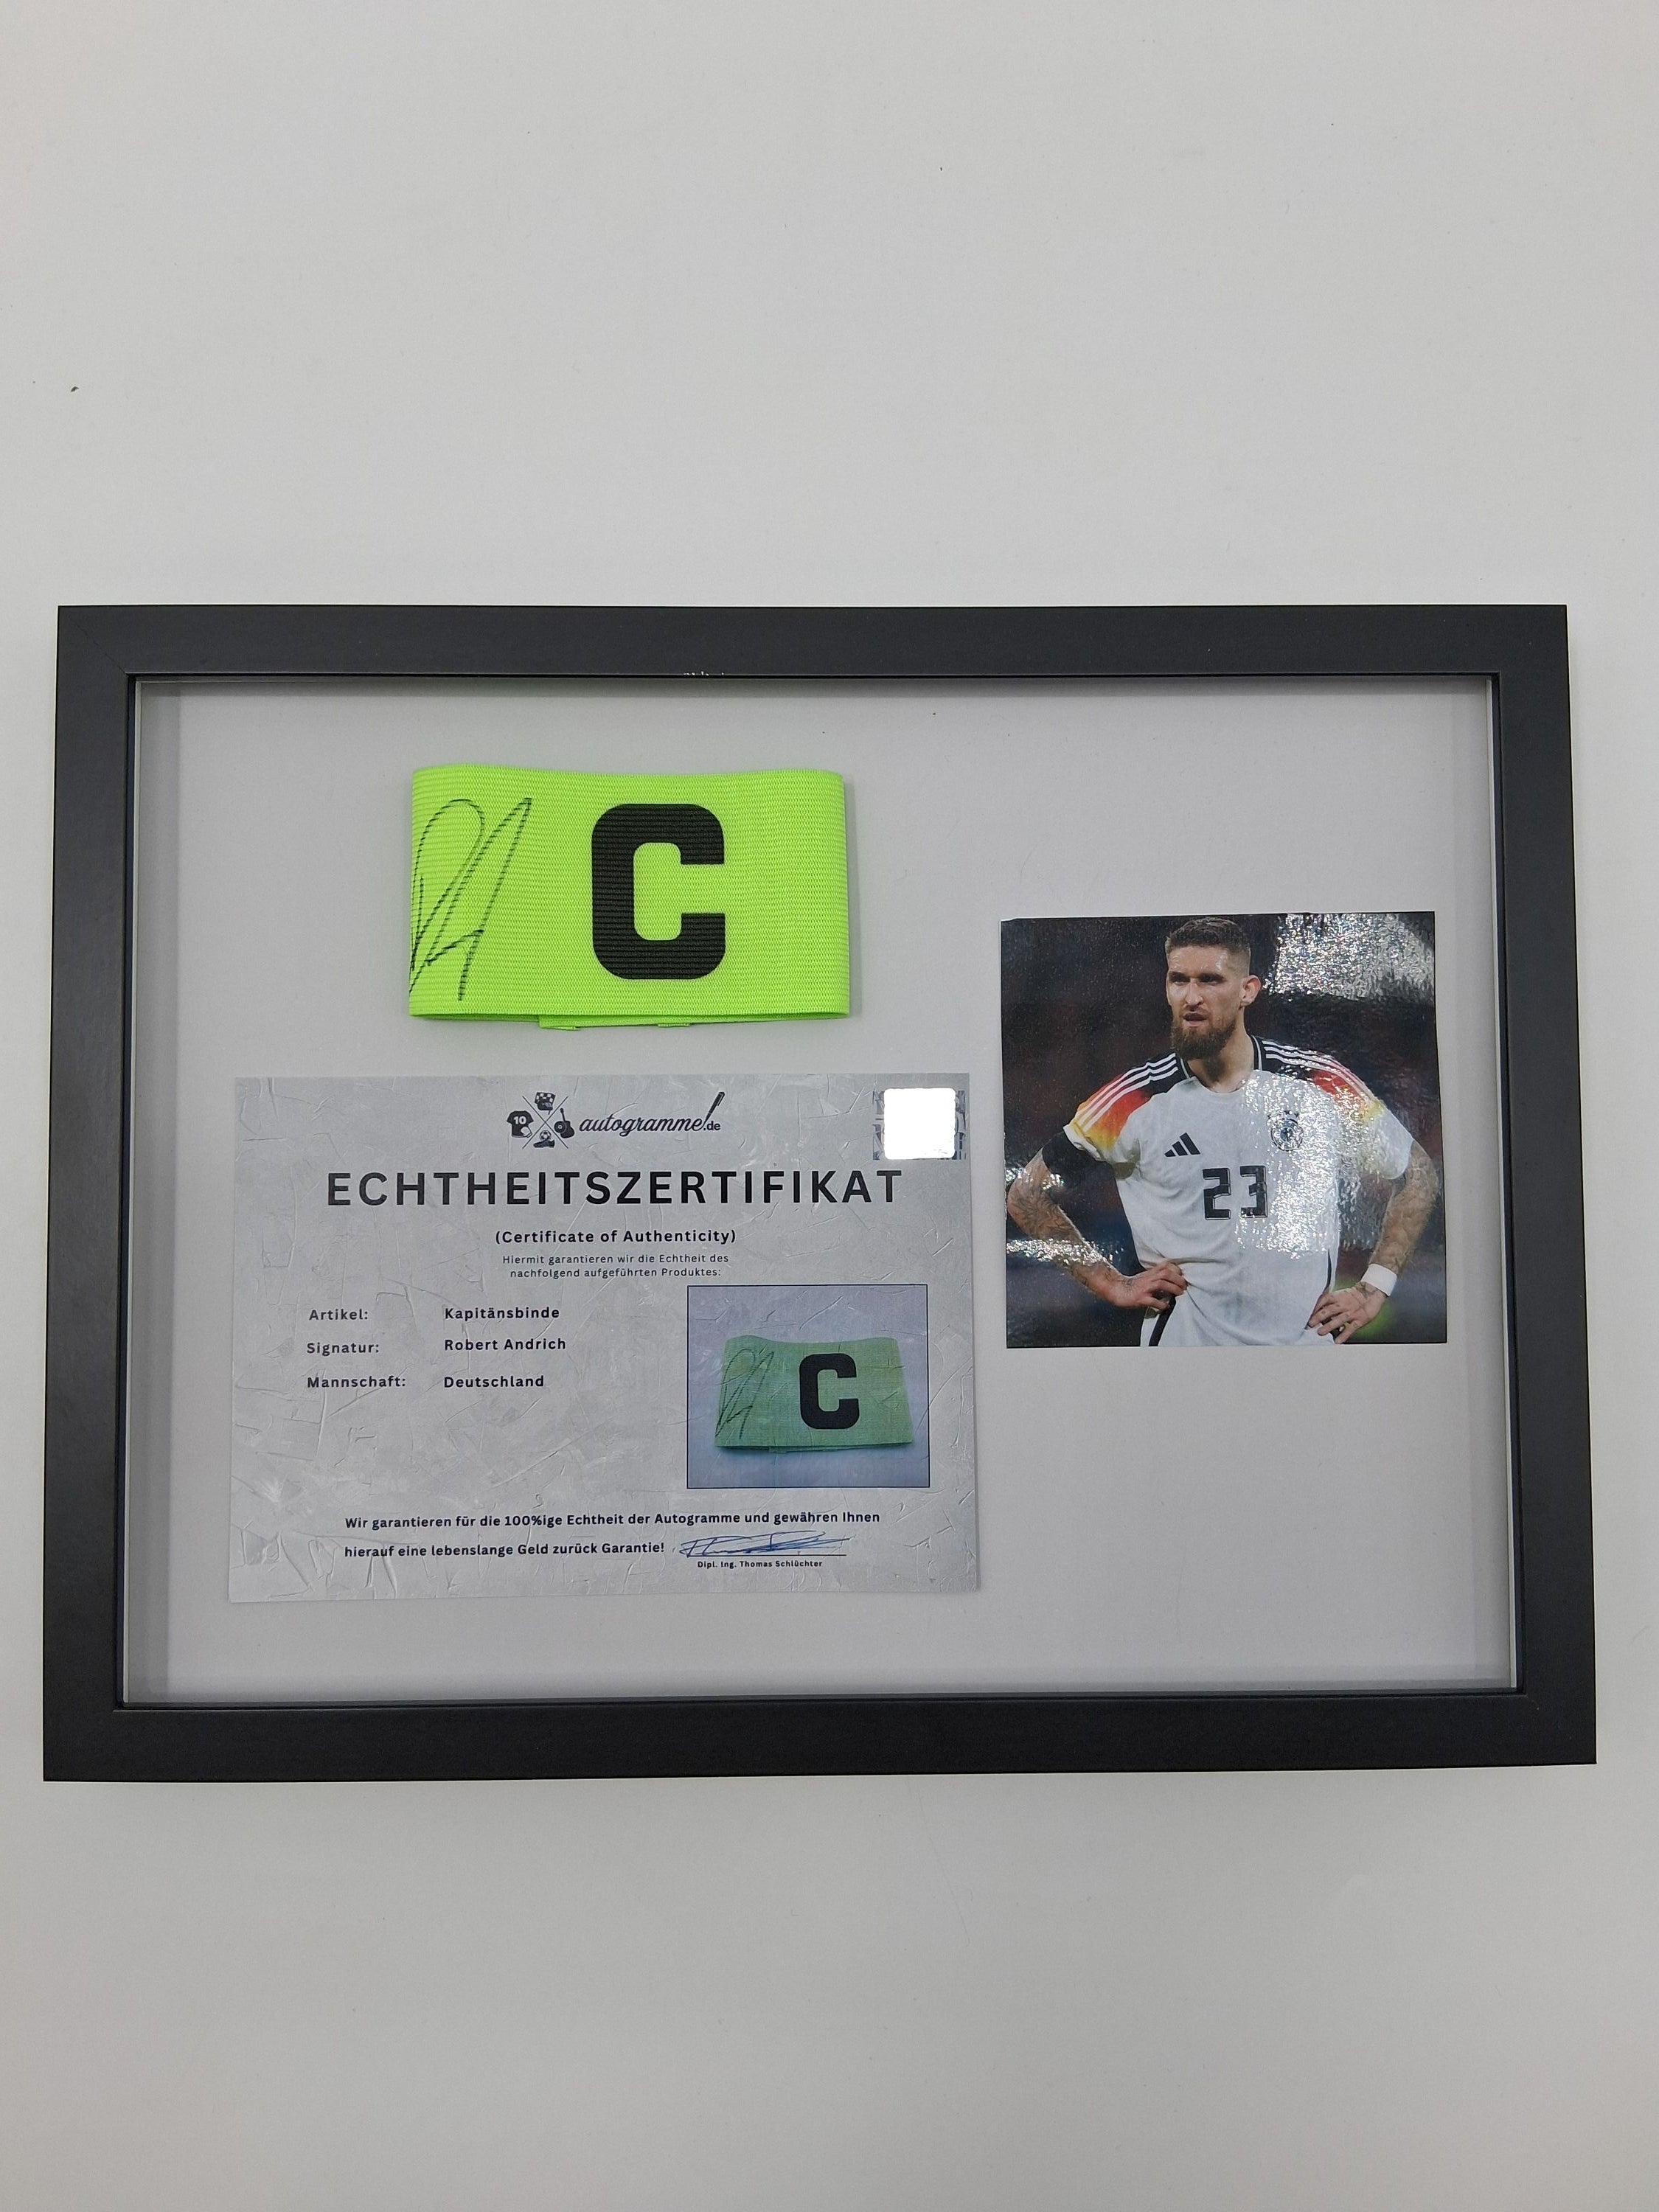 C
10 autogramme!.de
ECHTHEITSZERTIFIKAT
(Certificate of Authenticity)
Hiermit garantieren wir die Echtheit des
nachfolgend aufgeführten Produktes:
Artikel: Kapitänsbinde
Signatur: Robert Andrich
Mannschaft: Deutschland
C
Wir garantieren für die 100%ige Echtheit der Autogramme und gewähren Ihnen
hierauf eine lebenslange Geld zurück Garantie!
Dipl. Ing. Thomas Schlüchter
23